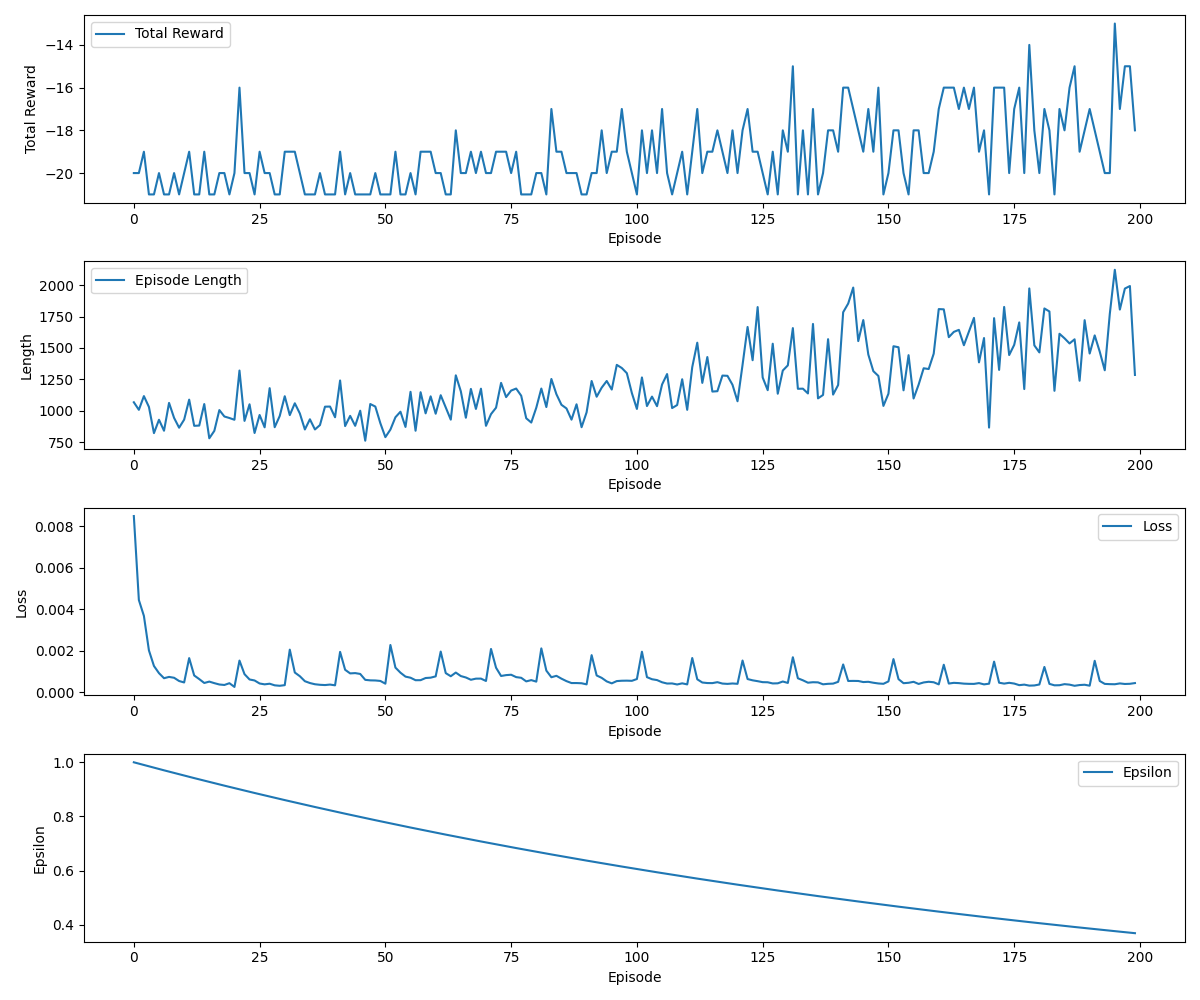 Total Reward
−14
−16
−18
−20
Total Reward
0 25 50 75 100 125 150 175 200
Episode
Episode Length
2000
1750
1500
1250
1000
750
Length
0 25 50 75 100 125 150 175 200
Episode
Loss
0.008
0.006
0.004
0.002
0.000
Loss
0 25 50 75 100 125 150 175 200
Episode
Epsilon
1.0
0.8
0.6
0.4
Epsilon
0 25 50 75 100 125 150 175 200
Episode